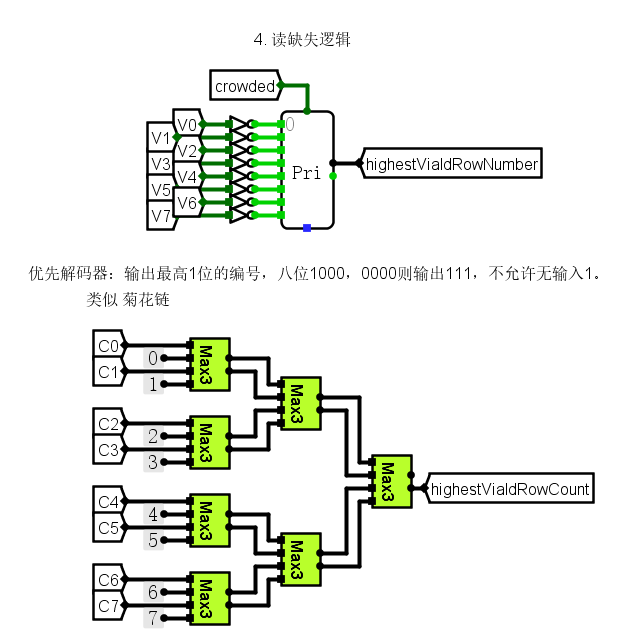 4. 读缺失逻辑
crowded
V0
0
V1
V2
V3
Pri
highestVialdRowNumber
V4
V5
V6
V7
优先解码器：输出最高1位的编号，八位1000，0000则输出111，不允许无输入1。
类似 菊花链
C0
0
Max3
C1
1
Max3
C2
2
Max3
C3
3
Max3
highestVialdRowCount
C4
4
Max3
C5
5
Max3
C6
6
Max3
C7
7